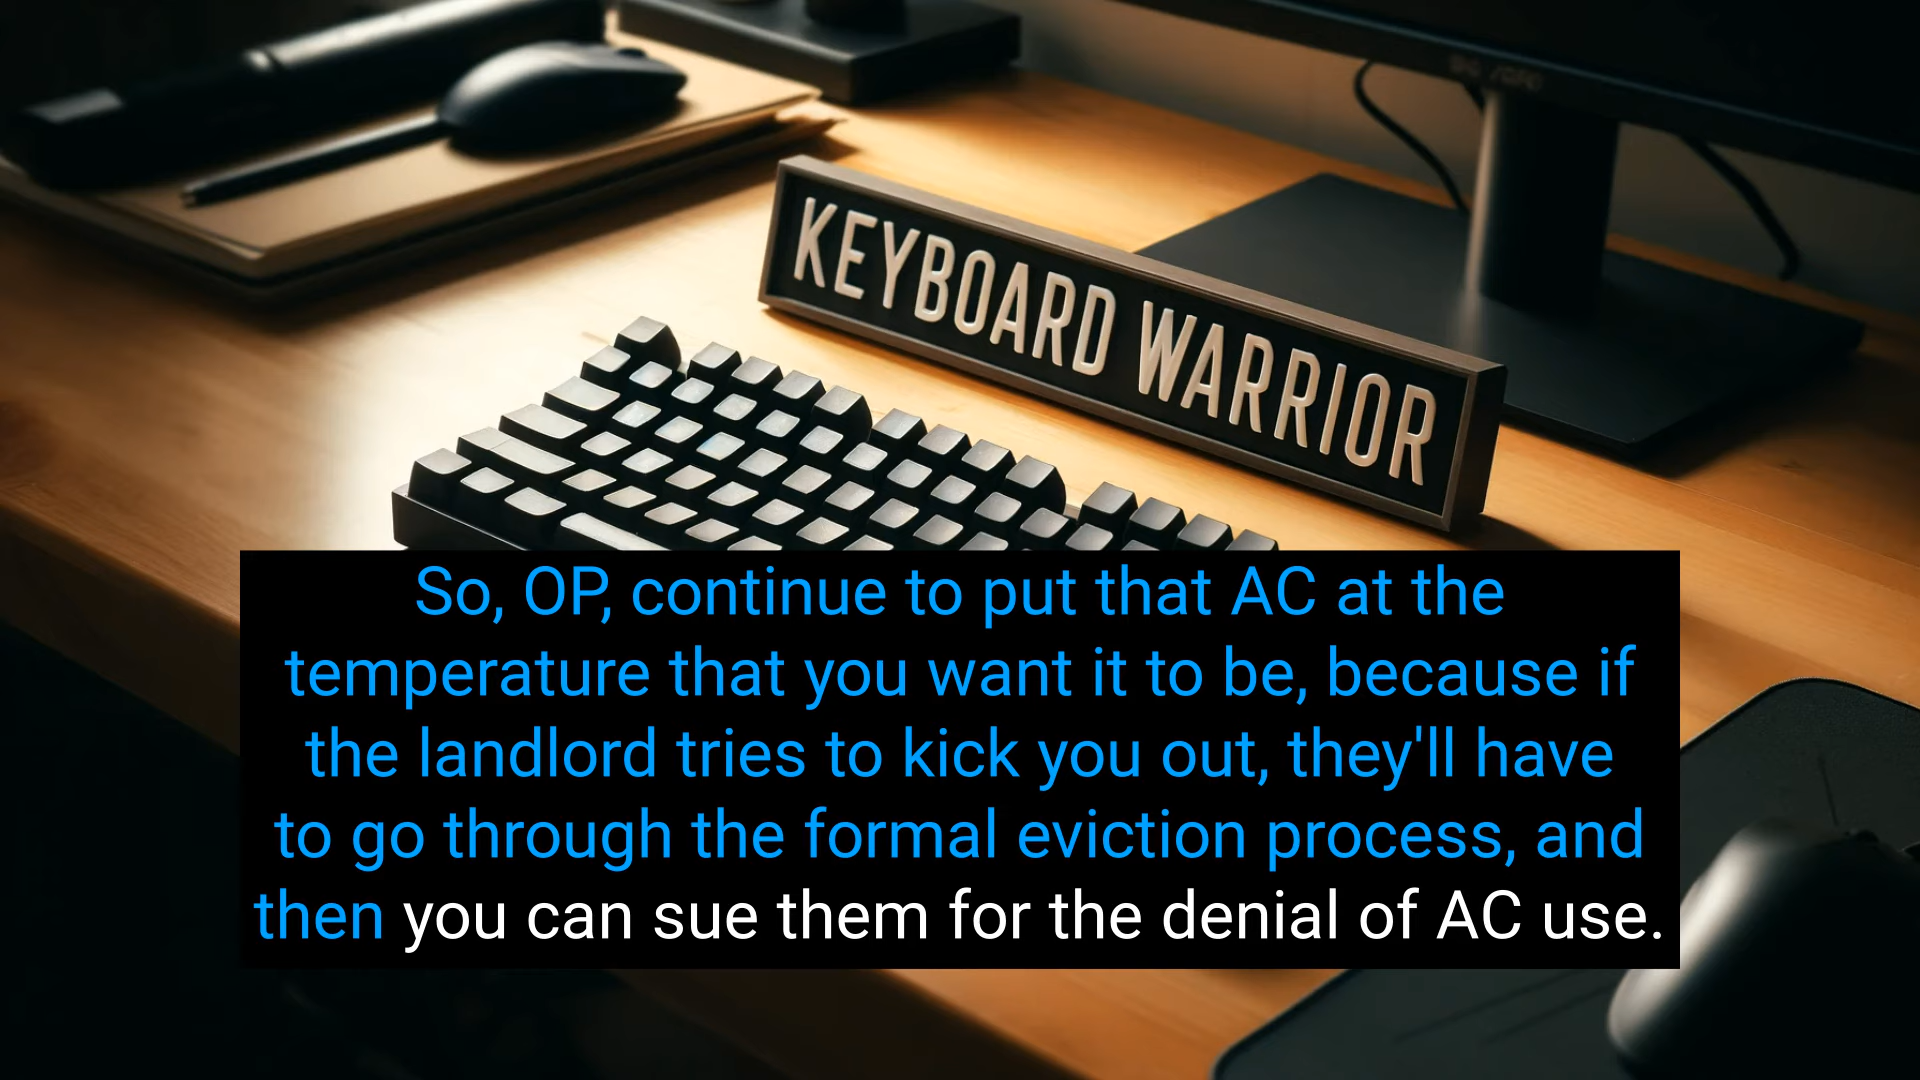 KEYBOARD WARRIOR
So, OP, continue to put that AC at the
temperature that you want it to be, because if
the landlord tries to kick you out, they'll have
to go through the formal eviction process, and
then you can sue them for the denial of AC use.